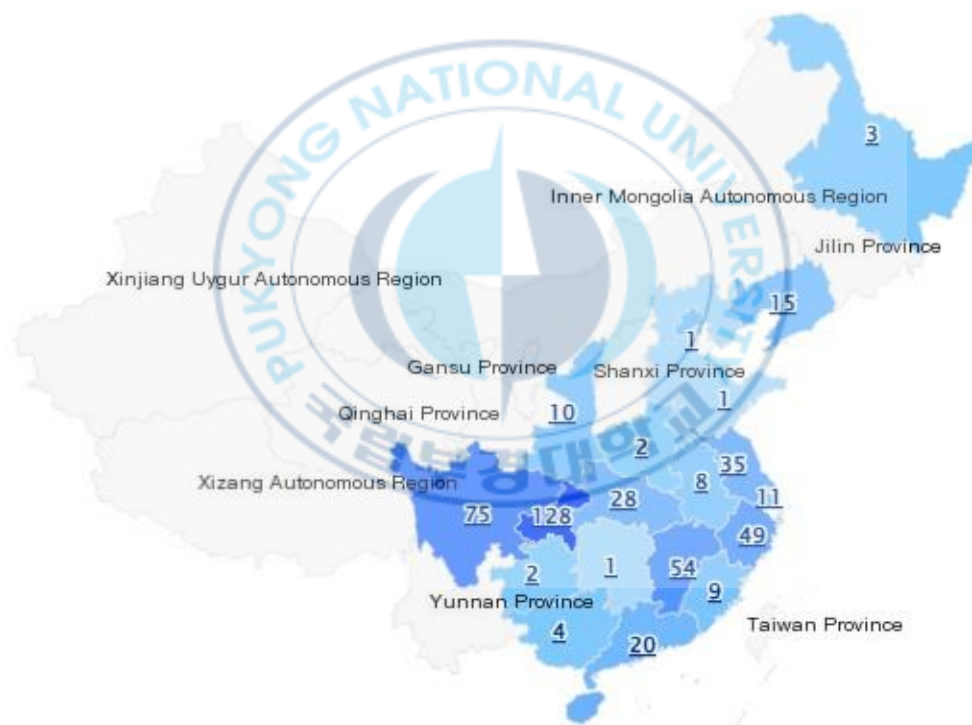 PUKYONG NATIONAL UNIVERSITY
3
Inner Mongolia Autonomous Region
Jilin Province
Xinjiang Uygur Autonomous Region
15
1
Gansu Province
Shanxi Province
10
1
Qinghai Province
2
35
Xizang Autonomous Region
8
11
28
75
128
49
2
1
54
9
Yunnan Province
4
20
Taiwan Province